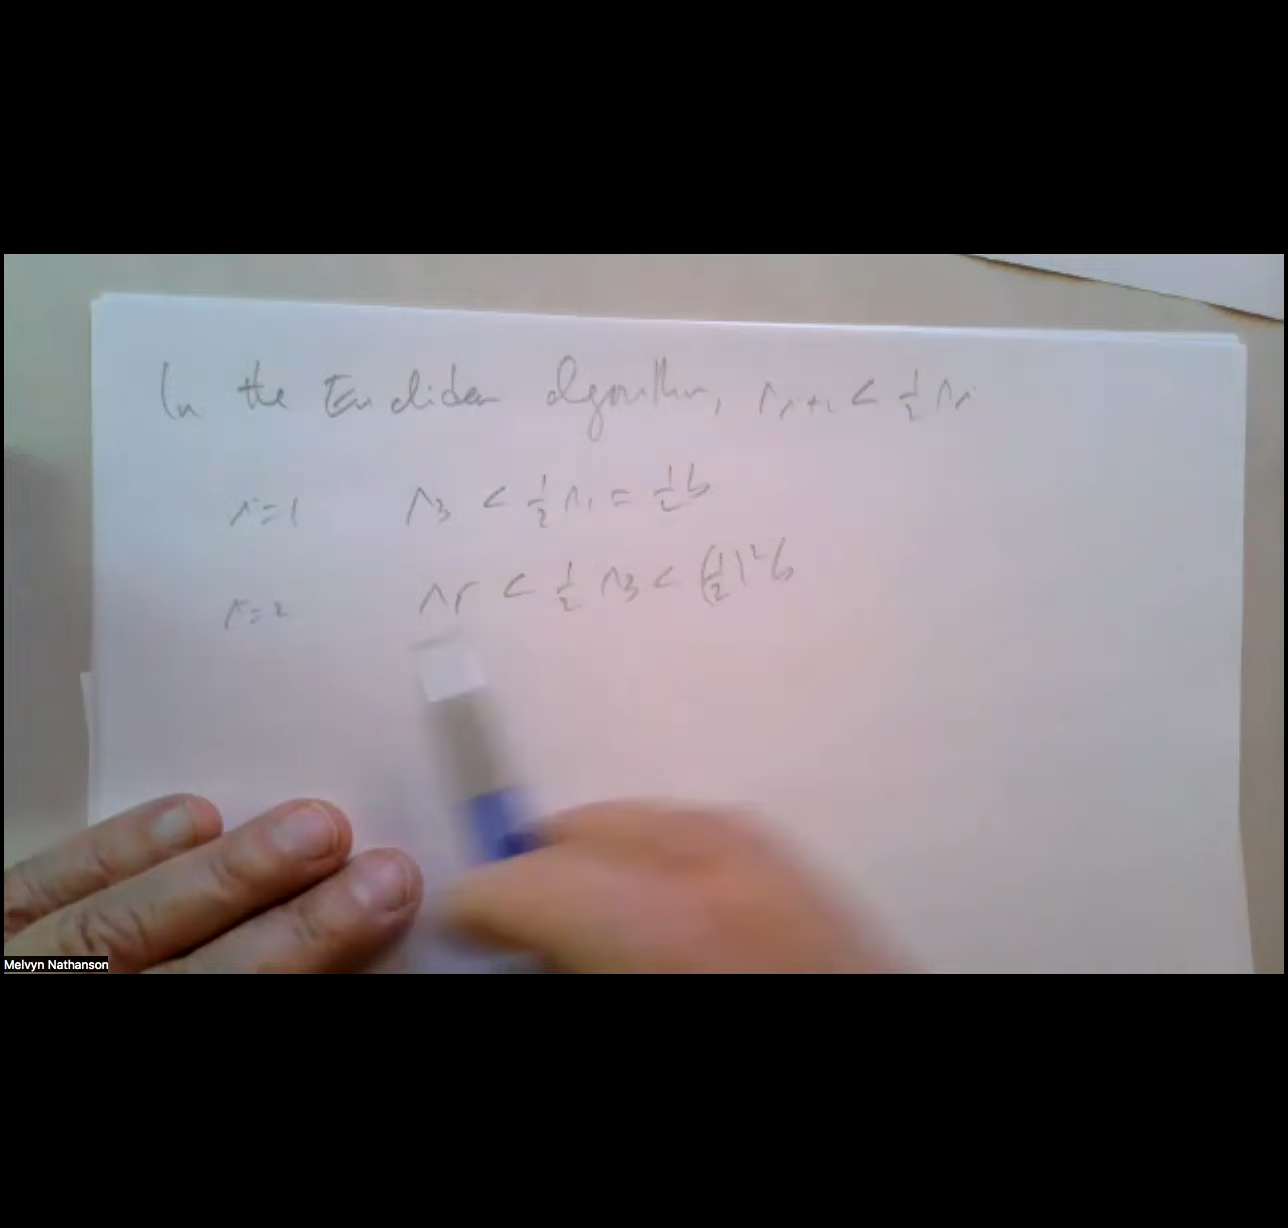 In the Euclidean algorithm, r_{i+2} < 1/2 r_i
i=1 r_3 < 1/2 r_1 = 1/2 b
i=2 r_5 < 1/2 r_3 < (1/2)^2 b
Melvyn Nathanson